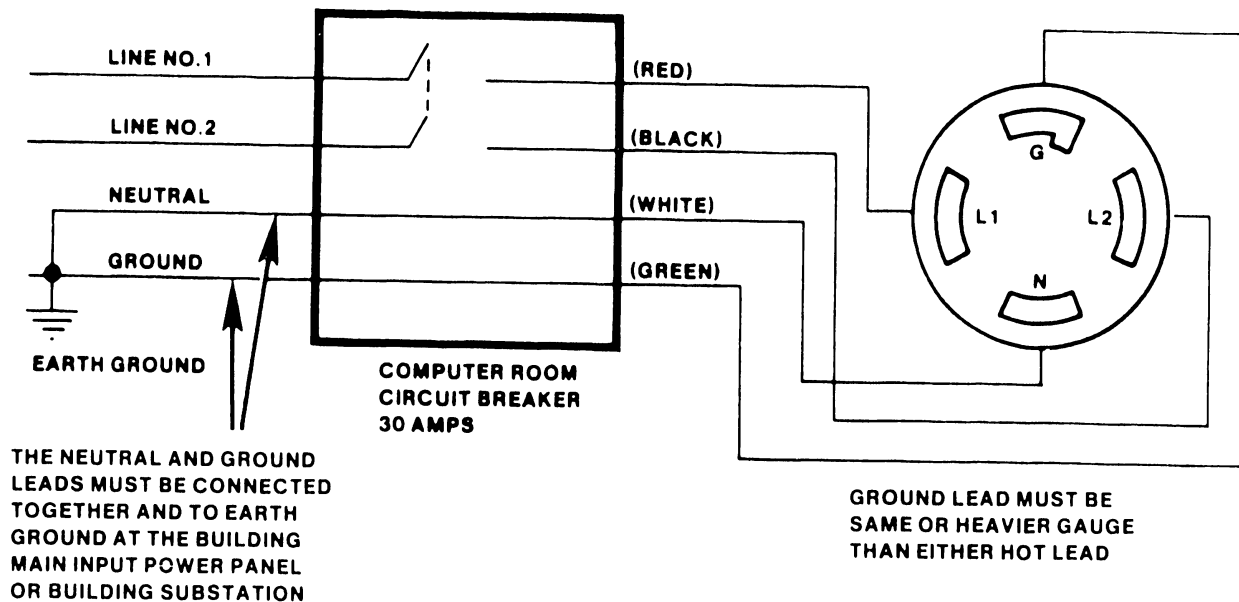 LINE NO.1
(RED)
LINE NO.2
(BLACK)
G
NEUTRAL
(WHITE)
L1
L2
GROUND
(GREEN)
N
EARTH GROUND
COMPUTER ROOM
CIRCUIT BREAKER
30 AMPS
THE NEUTRAL AND GROUND
LEADS MUST BE CONNECTED
TOGETHER AND TO EARTH
GROUND AT THE BUILDING
MAIN INPUT POWER PANEL
OR BUILDING SUBSTATION
GROUND LEAD MUST BE
SAME OR HEAVIER GAUGE
THAN EITHER HOT LEAD